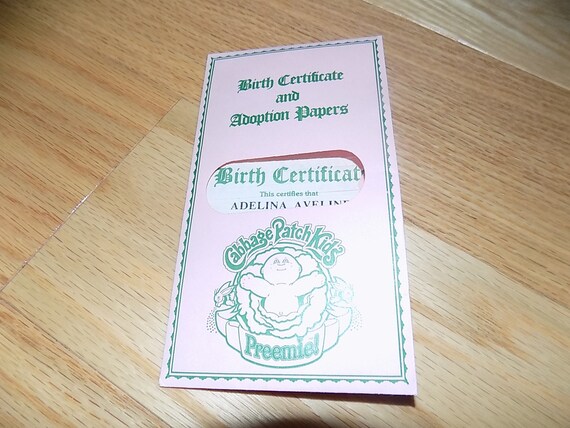 Birth Certificate
and
Adoption Papers
Birth Certificat
This certifies that
ADELINA AVELINE
Cabbage Patch Kids
Preemie!